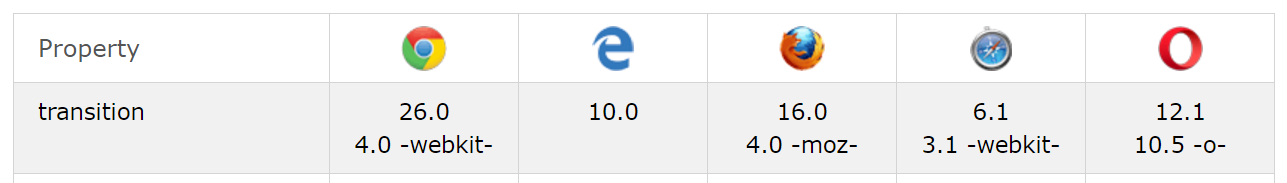 Property
transition 26.0 10.0 16.0 6.1 12.1
4.0 -webkit- 4.0 -moz- 3.1 -webkit- 10.5 -o-